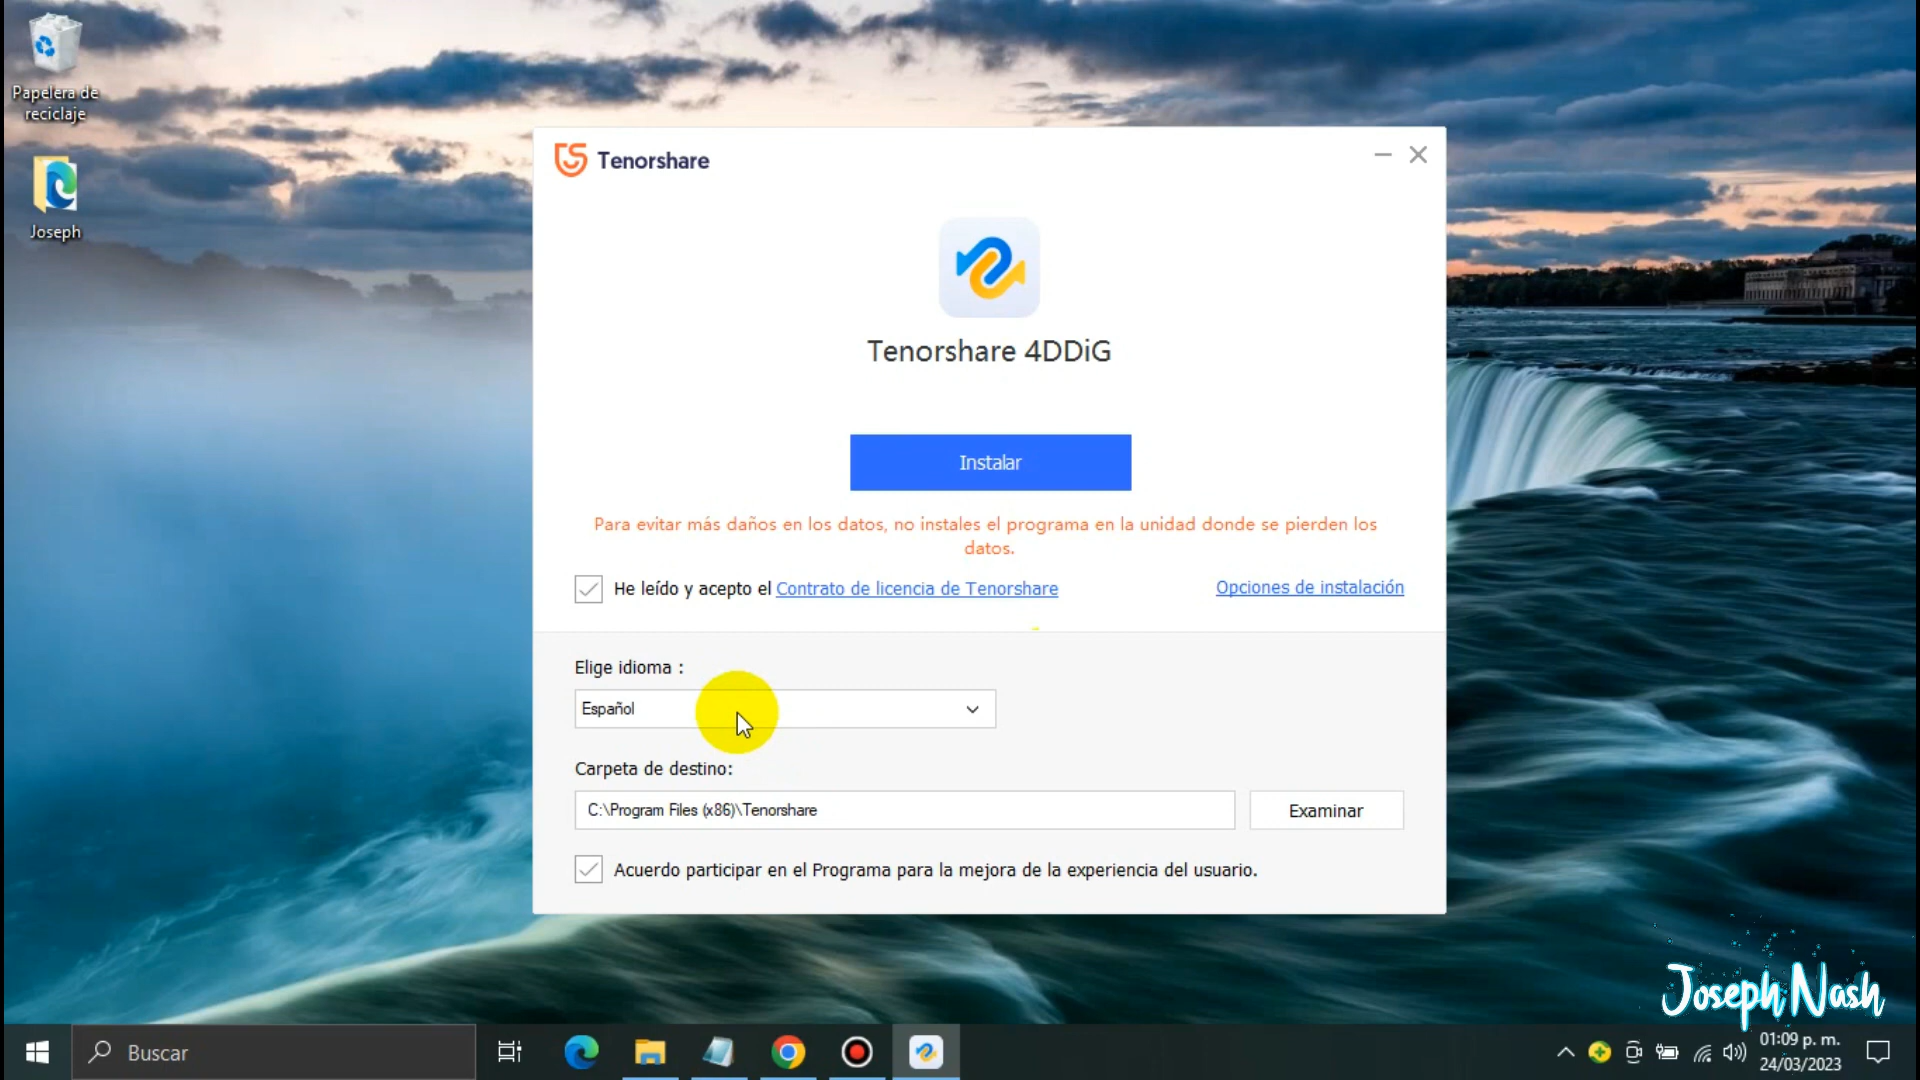 Papelera de
reciclaje
Joseph
Tenorshare
Tenorshare 4DDiG
Instalar
Para evitar más daños en los datos, no instales el programa en la unidad donde se pierden los
datos.
He leído y acepto el Contrato de licencia de Tenorshare
Opciones de instalación
Elige idioma :
Español
Carpeta de destino:
C:\Program Files (x86)\Tenorshare
Examinar
Acuerdo participar en el Programa para la mejora de la experiencia del usuario.
Joseph Nash
Buscar
01:09 p. m.
24/03/2023